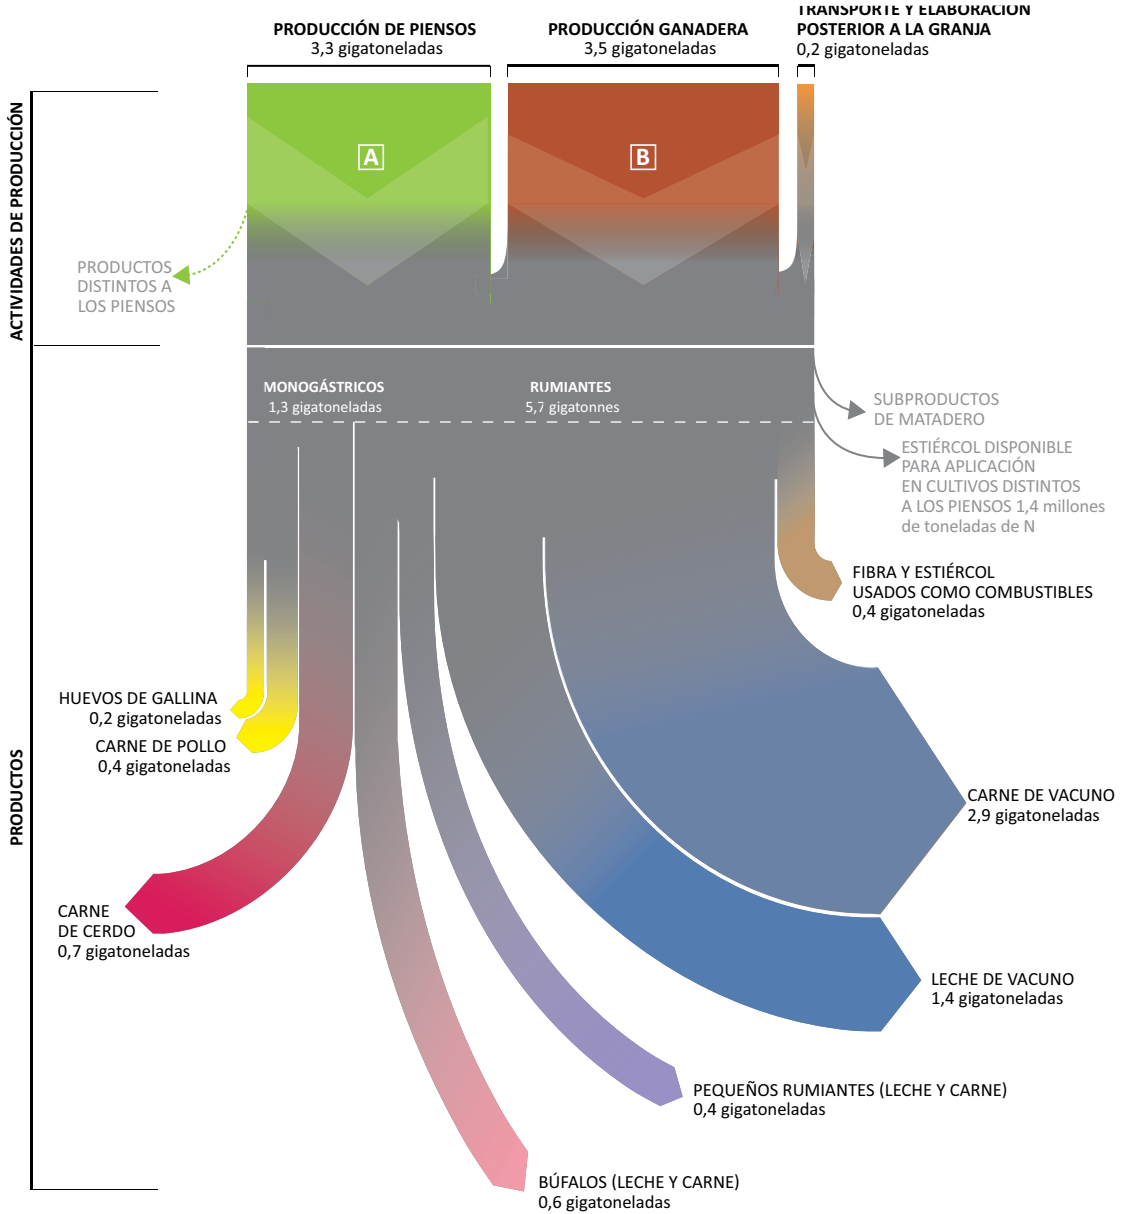 PRODUCCIÓN DE PIENSOS
3,3 gigatoneladas
PRODUCCIÓN GANADERA
3,5 gigatoneladas
TRANSPORTE Y ELABORACIÓN
POSTERIOR A LA GRANJA
0,2 gigatoneladas
ACTIVIDADES DE PRODUCCIÓN
A
B
PRODUCTOS
DISTINTOS A
LOS PIENSOS
MONOGÁSTRICOS
1,3 gigatoneladas
RUMIANTES
5,7 gigatonnes
SUBPRODUCTOS
DE MATADERO
ESTIÉRCOL DISPONIBLE
PARA APLICACIÓN
EN CULTIVOS DISTINTOS
A LOS PIENSOS 1,4 millones
de toneladas de N
FIBRA Y ESTIÉRCOL
USADOS COMO COMBUSTIBLES
0,4 gigatoneladas
PRODUCTOS
HUEVOS DE GALLINA
0,2 gigatoneladas
CARNE DE POLLO
0,4 gigatoneladas
CARNE DE VACUNO
2,9 gigatoneladas
CARNE
DE CERDO
0,7 gigatoneladas
LECHE DE VACUNO
1,4 gigatoneladas
PEQUEÑOS RUMIANTES (LECHE Y CARNE)
0,4 gigatoneladas
BÚFALOS (LECHE Y CARNE)
0,6 gigatoneladas